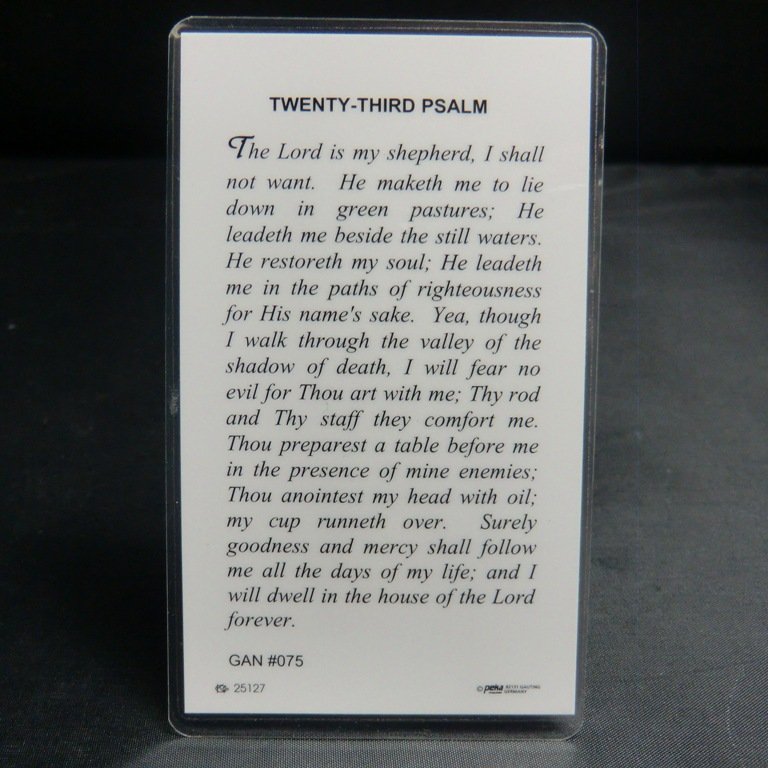 TWENTY-THIRD PSALM
The Lord is my shepherd, I shall
not want. He maketh me to lie
down in green pastures; He
leadeth me beside the still waters.
He restoreth my soul; He leadeth
me in the paths of righteousness
for His name's sake. Yea, though
I walk through the valley of the
shadow of death, I will fear no
evil for Thou art with me; Thy rod
and Thy staff they comfort me.
Thou preparest a table before me
in the presence of mine enemies;
Thou anointest my head with oil;
my cup runneth over. Surely
goodness and mercy shall follow
me all the days of my life; and I
will dwell in the house of the Lord
forever.
GAN #075
25127
© peka
GERMANY